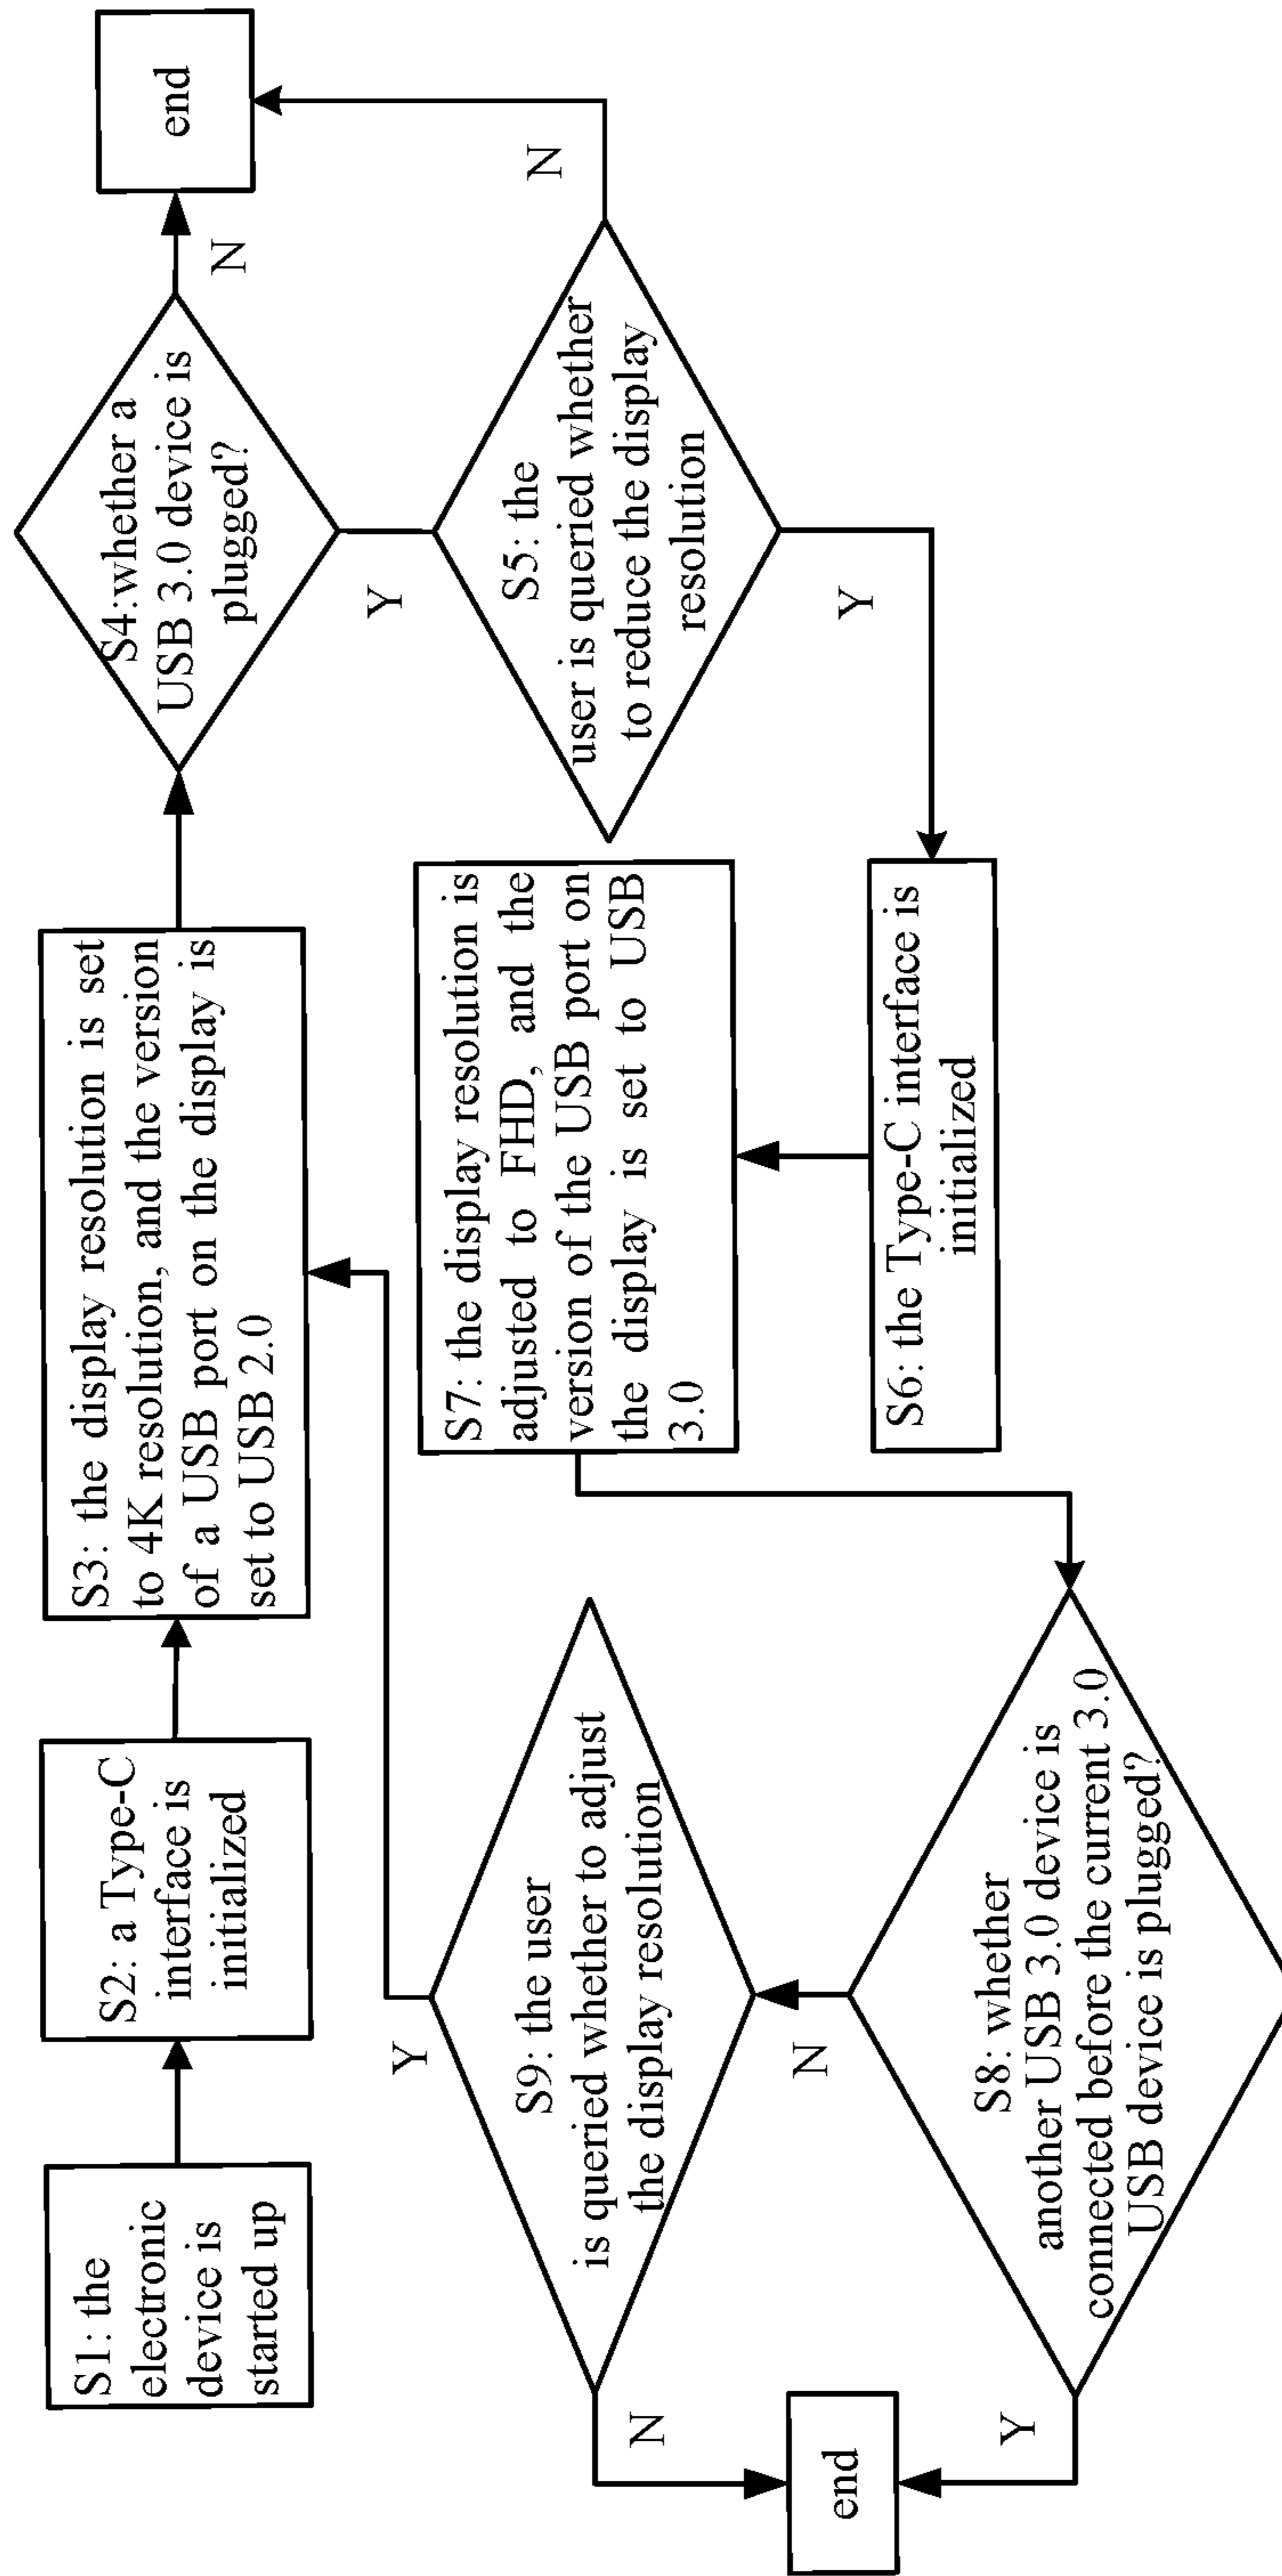 S1: the
electronic
device is
started up
S2: a Type-C
interface is
initialized
S3: the display resolution is set
to 4K resolution, and the version
of a USB port on the display is
set to USB 2.0
S4:whether a
USB 3.0 device is
plugged?
N
end
Y
S5: the
user is queried whether
to reduce the display
resolution
N
Y
S6: the Type-C interface is
initialized
S7: the display resolution is
adjusted to FHD, and the
version of the USB port on
the display is set to USB
3.0
S8: whether
another USB 3.0 device is
connected before the current 3.0
USB device is plugged?
N
Y
S9: the user
is queried whether to adjust
the display resolution
Y
N
end